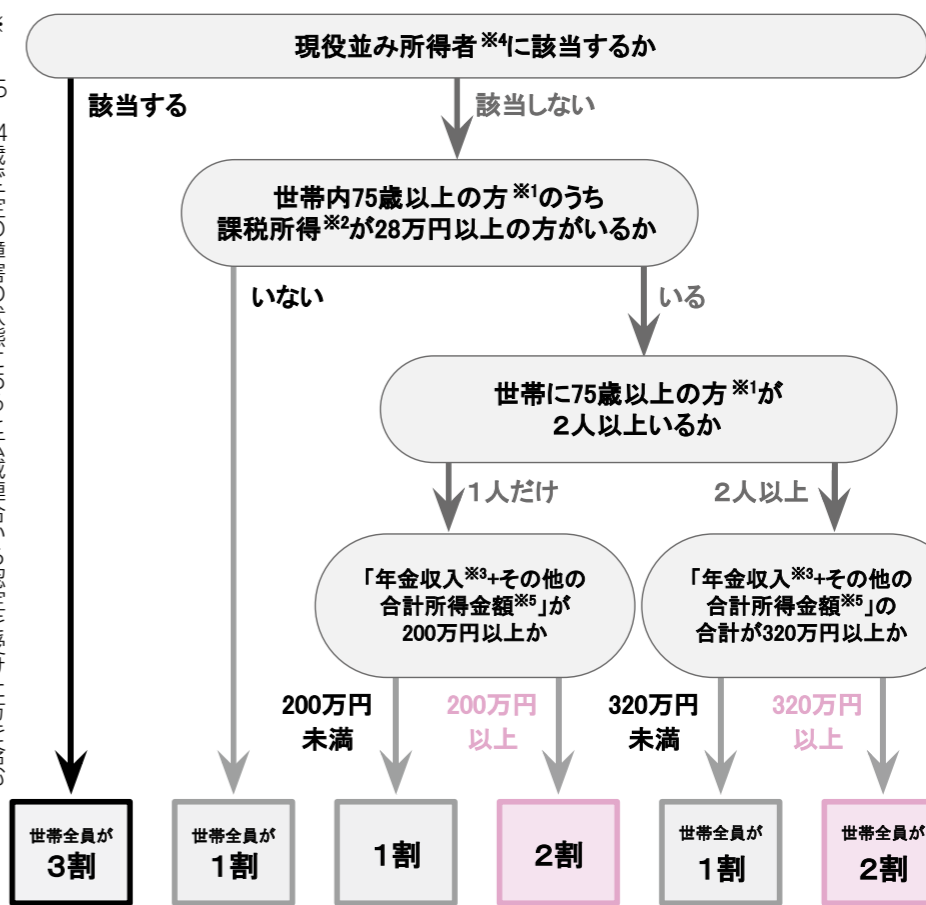 現役並み所得者※4に該当するか
該当する
該当しない
世帯内75歳以上の方※1のうち
課税所得※2が28万円以上の方がいるか
いない
いる
世帯に75歳以上の方※1が
2人以上いるか
1人だけ
2人以上
「年金収入※3+その他の
合計所得金額※5」が
200万円以上か
「年金収入※3+その他の
合計所得金額※5」の
合計が320万円以上か
200万円
未満
200万円
以上
320万円
未満
320万円
以上
世帯全員が
3割
世帯全員が
1割
1割
2割
世帯全員が
1割
世帯全員が
2割